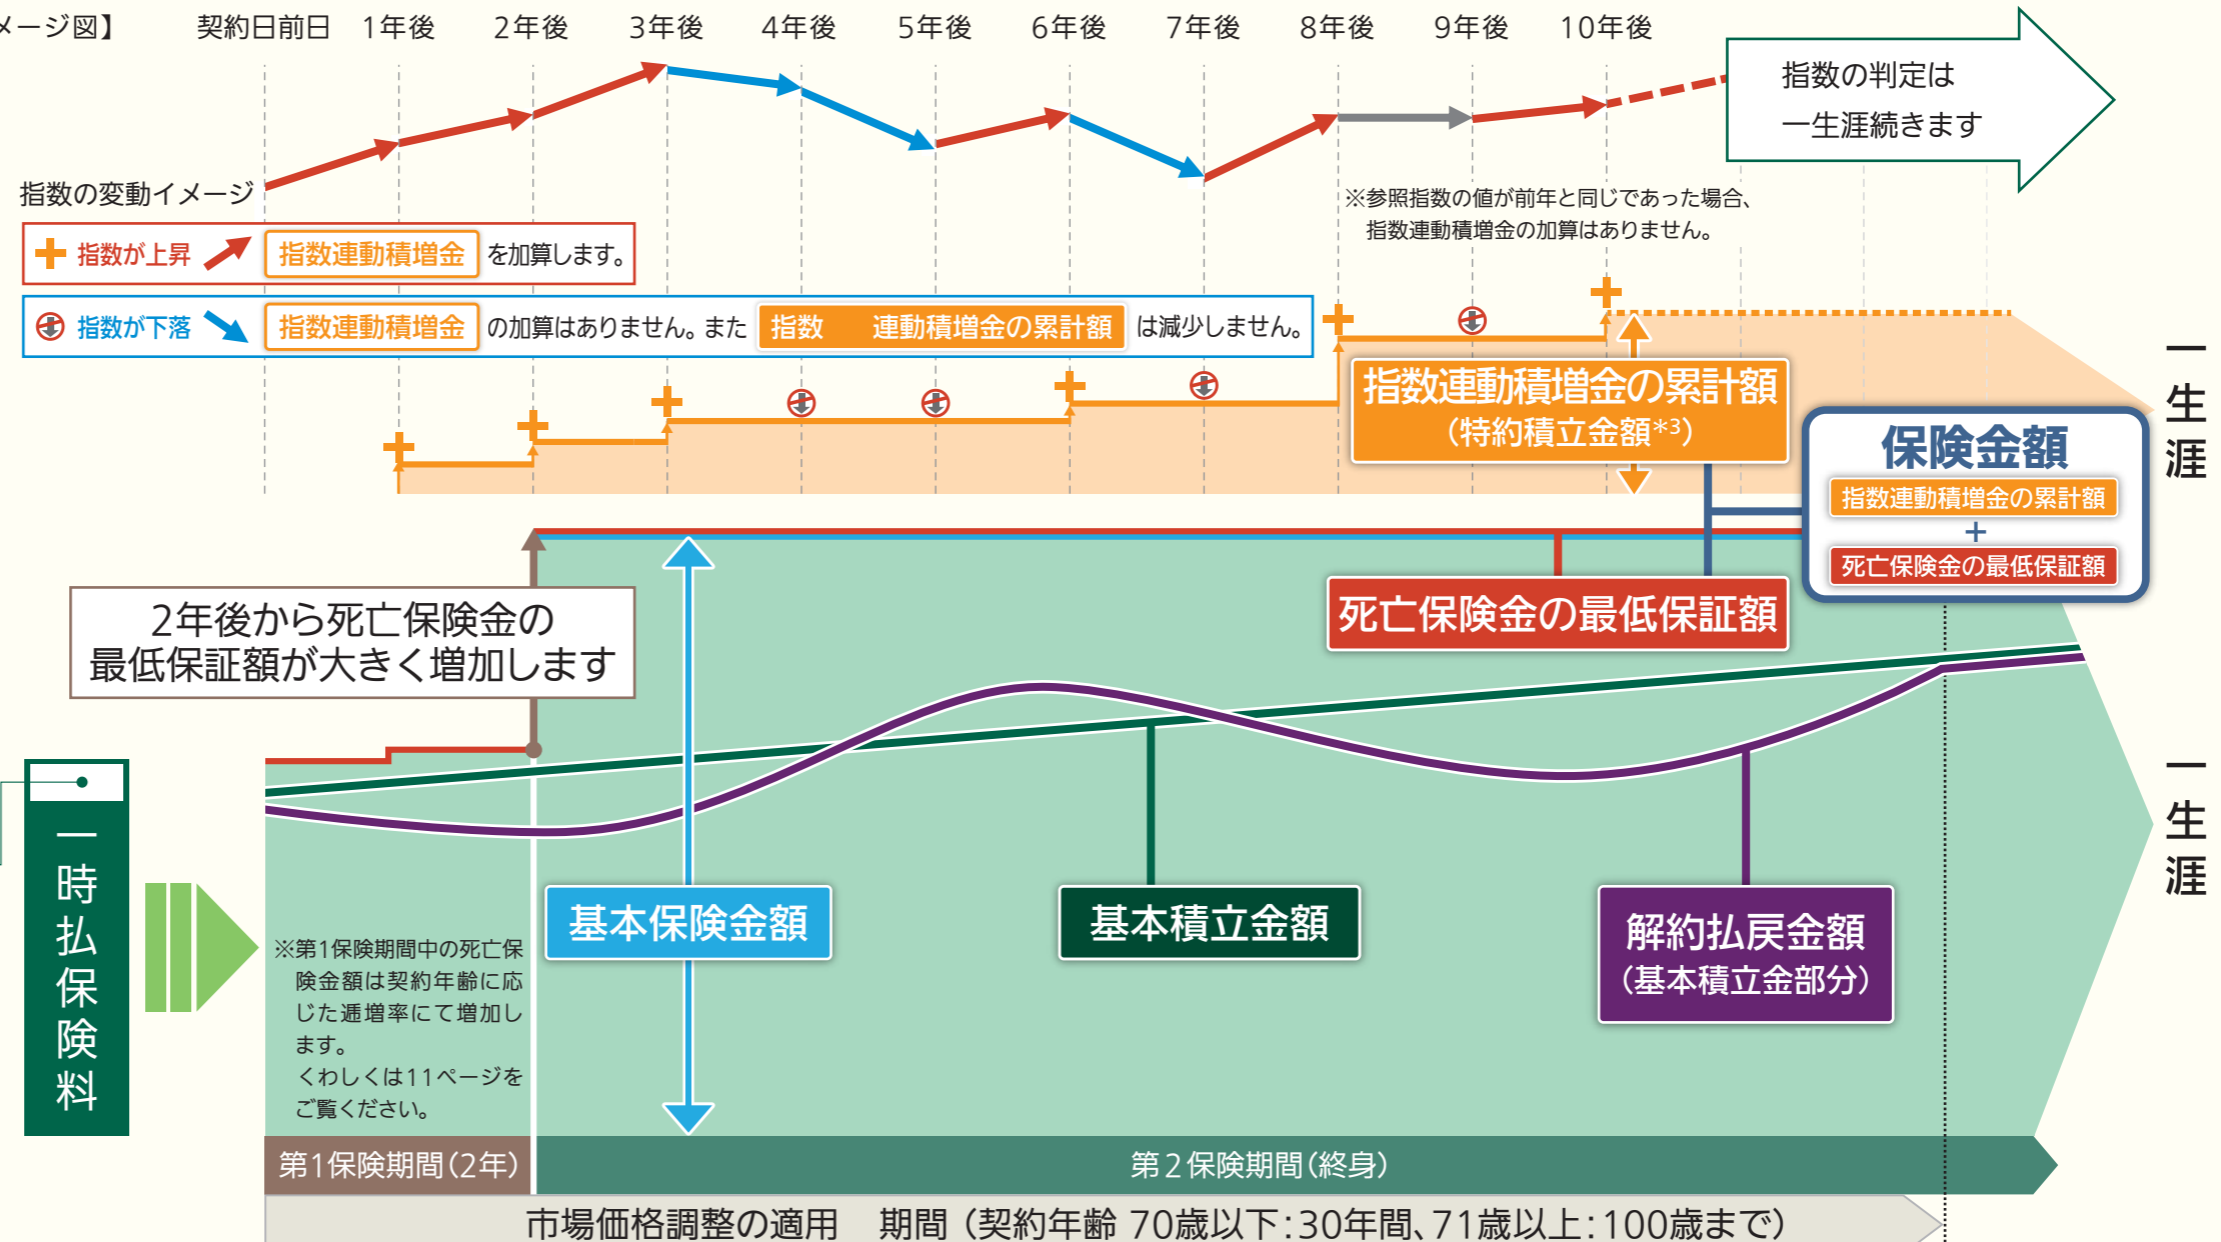 メージ図】
契約日前日 1年後 2年後 3年後 4年後 5年後 6年後 7年後 8年後 9年後 10年後
指数の判定は
一生涯続きます
指数の変動イメージ
※参照指数の値が前年と同じであった場合、
指数連動積増金の加算はありません。
指数が上昇 指数連動積増金 を加算します。
指数が下落 指数連動積増金 の加算はありません。また 指数 連動積増金の累計額 は減少しません。
指数連動積増金の累計額
(特約積立金額*3)
一生涯
保険金額
指数連動積増金の累計額
+
死亡保険金の最低保証額
死亡保険金の最低保証額
2年後から死亡保険金の
最低保証額が大きく増加します
一時払保険料
基本保険金額
基本積立金額
解約払戻金額
(基本積立金部分)
一生涯
※第1保険期間中の死亡保
険金額は契約年齢に応
じた逓増率にて増加し
ます。
くわしくは11ページを
ご覧ください。
第1保険期間(2年)
第2保険期間(終身)
市場価格調整の適用 期間(契約年齢 70歳以下:30年間、71歳以上:100歳まで)